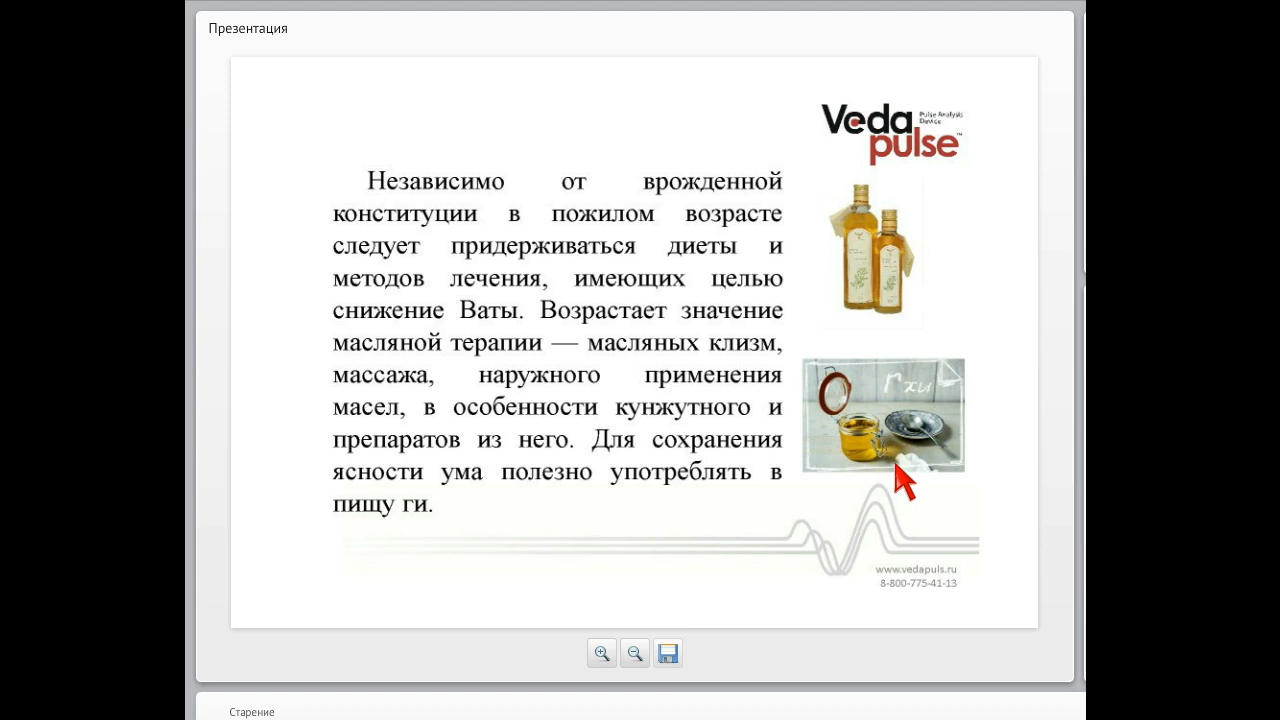 Презентация
Veda Pulse Analysis Device
pulse™
Независимо от врожденной
конституции в пожилом возрасте
следует придерживаться диеты и
методов лечения, имеющих целью
снижение Ваты. Возрастает значение
масляной терапии — масляных клизм,
массажа, наружного применения
масел, в особенности кунжутного и
препаратов из него. Для сохранения
ясности ума полезно употреблять в
пищу ги.
гхи
www.vedapuls.ru
8-800-775-41-13
Старение